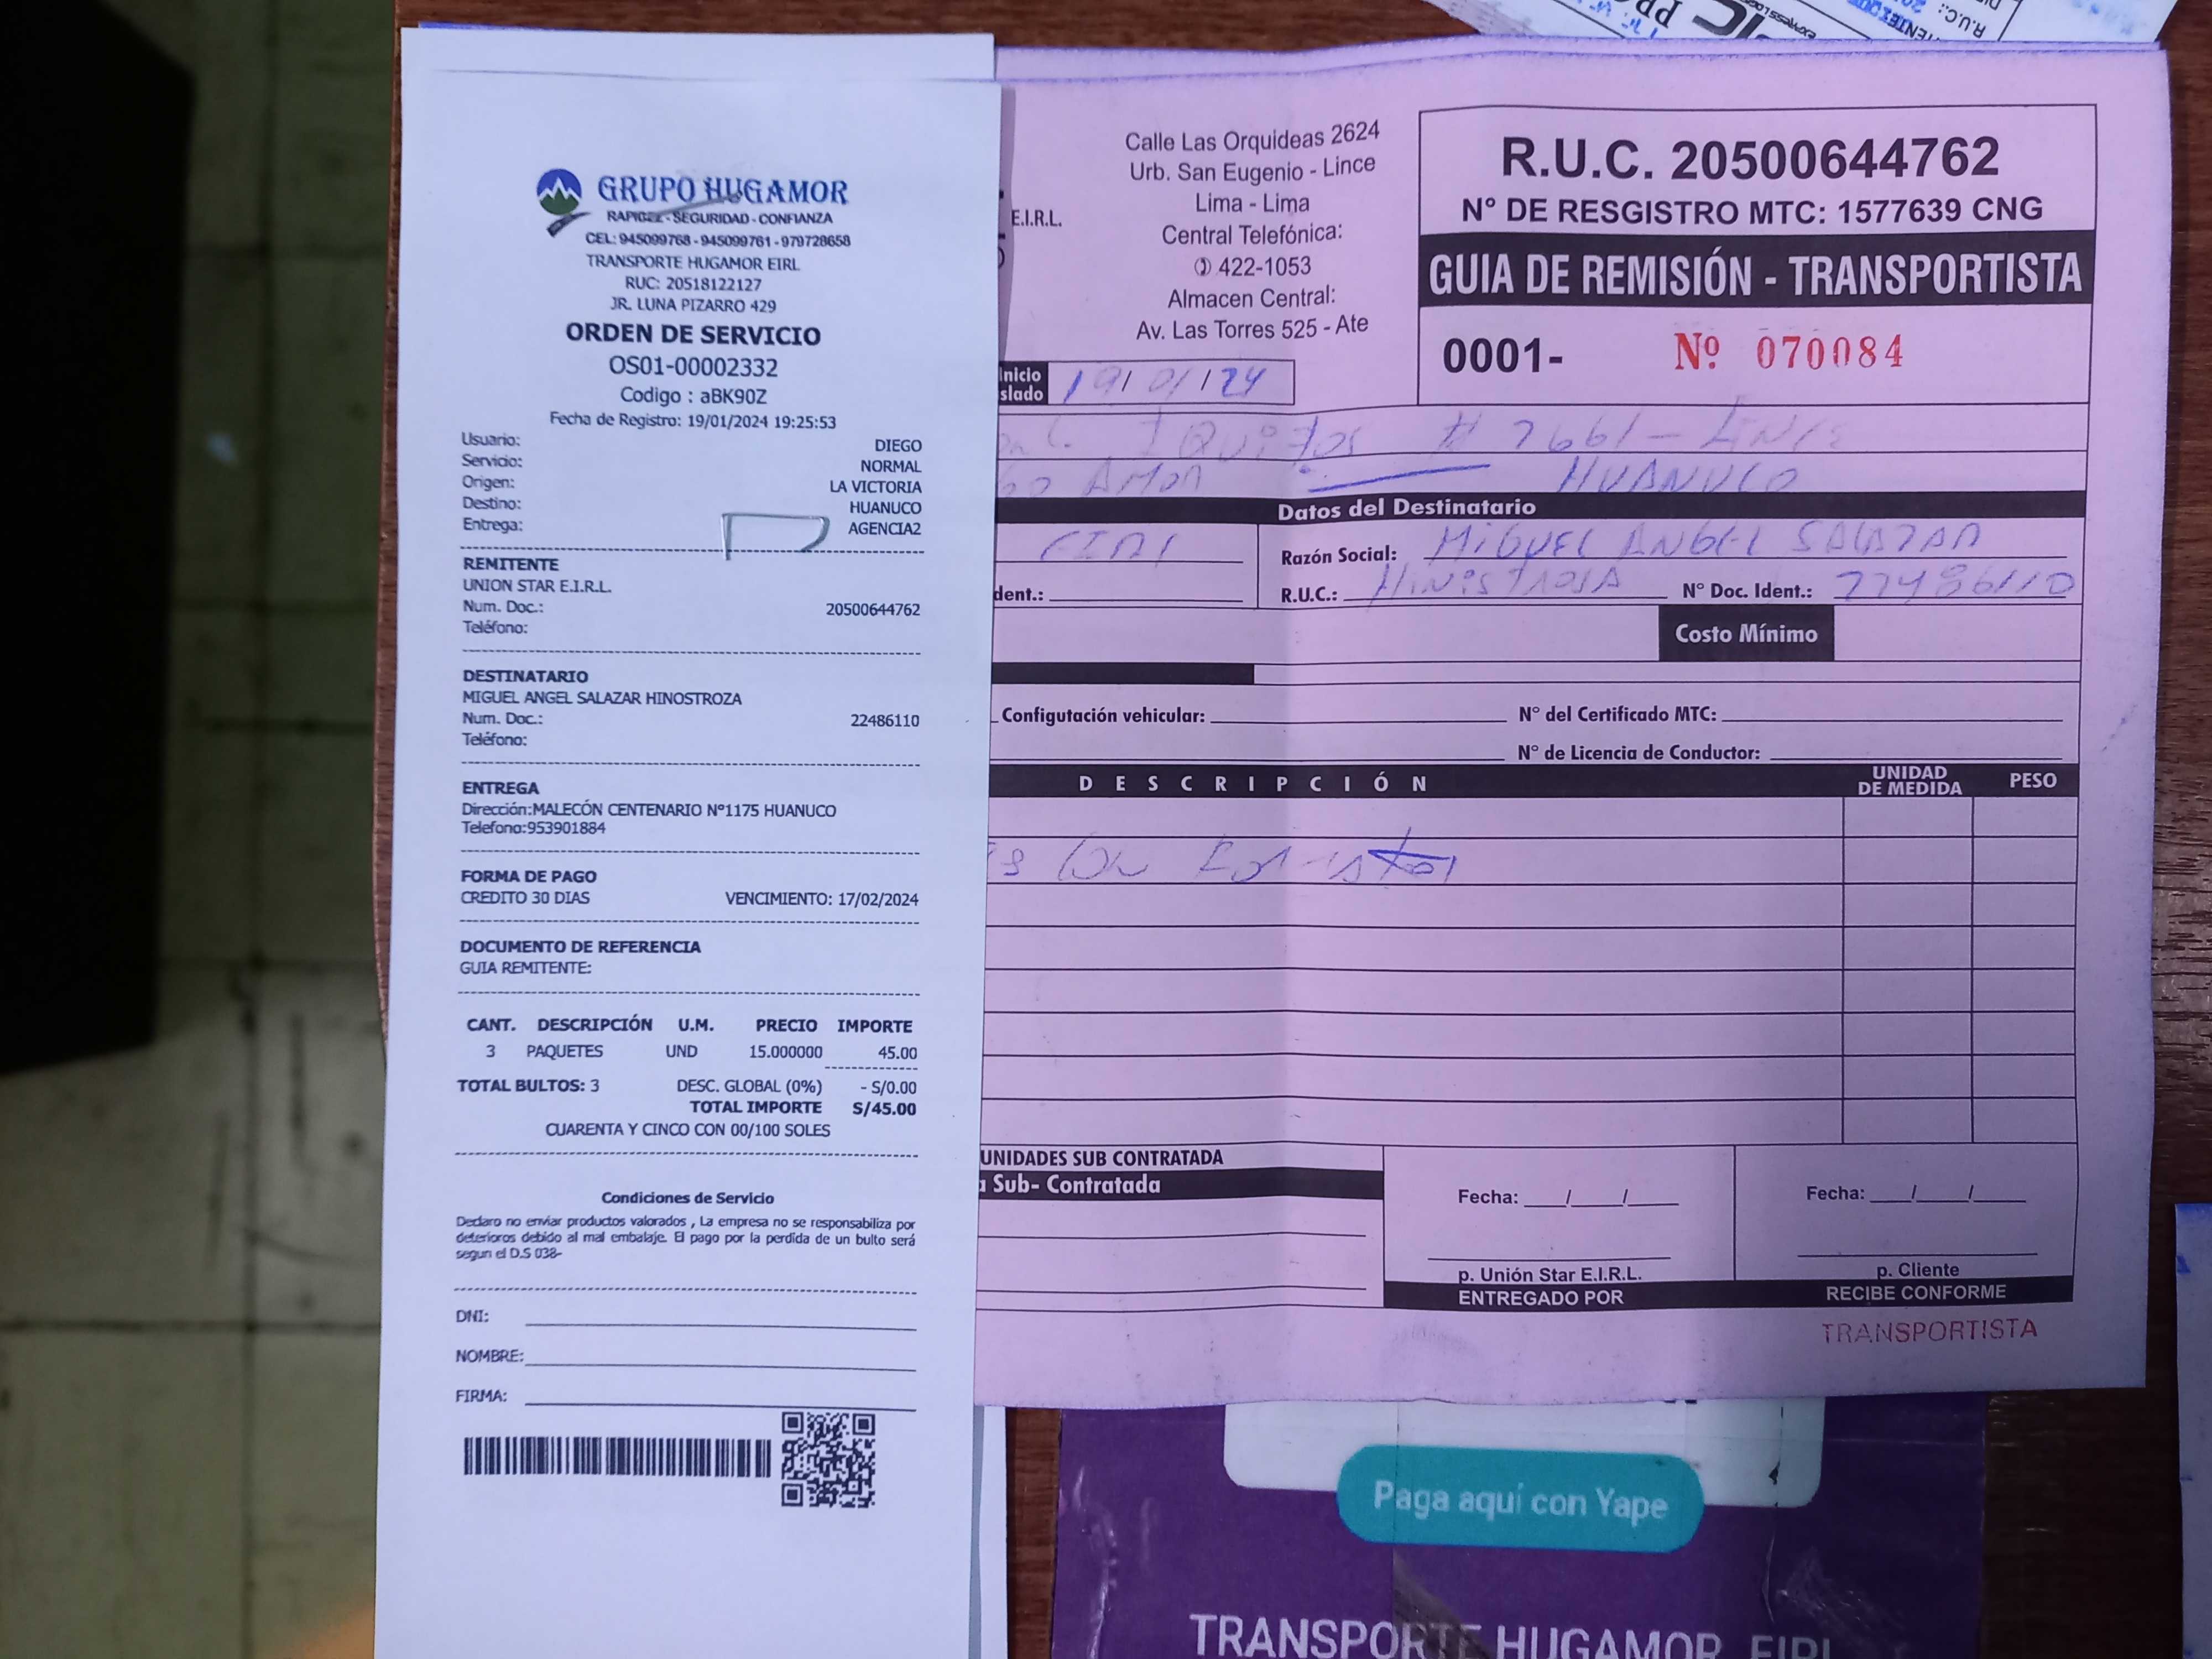 GRUPO HUGAMOR
RAPIDEZ - SEGURIDAD - CONFIANZA
CEL: 945099768 - 945099761 - 979728658
TRANSPORTE HUGAMOR EIRL
RUC: 20518122127
JR. LUNA PIZARRO 429
ORDEN DE SERVICIO
OS01-00002332
Codigo : aBK90Z
Fecha de Registro: 19/01/2024 19:25:53
Usuario: DIEGO
Servicio: NORMAL
Origen: LA VICTORIA
Destino: HUANUCO
Entrega: AGENCIA2
REMITENTE
UNION STAR E.I.R.L.
Num. Doc.: 20500644762
Teléfono:
DESTINATARIO
MIGUEL ANGEL SALAZAR HINOSTROZA
Num. Doc.: 22486110
Teléfono:
ENTREGA
Dirección:MALECÓN CENTENARIO N°1175 HUANUCO
Telefono:953901884
FORMA DE PAGO
CREDITO 30 DIAS VENCIMIENTO: 17/02/2024
DOCUMENTO DE REFERENCIA
GUIA REMITENTE:
CANT. DESCRIPCIÓN U.M. PRECIO IMPORTE
3 PAQUETES UND 15.000000 45.00
TOTAL BULTOS: 3 DESC. GLOBAL (0%) - S/0.00
TOTAL IMPORTE S/45.00
CUARENTA Y CINCO CON 00/100 SOLES
Condiciones de Servicio
Declaro no enviar productos valorados , La empresa no se responsabiliza por
deterioros debido al mal embalaje. El pago por la perdida de un bulto será
segun el D.S 038-
DNI:
NOMBRE:
FIRMA:
E.I.R.L.
Calle Las Orquideas 2624
Urb. San Eugenio - Lince
Lima - Lima
Central Telefónica:
422-1053
Almacen Central:
Av. Las Torres 525 - Ate
R.U.C. 20500644762
N° DE RESGISTRO MTC: 1577639 CNG
GUIA DE REMISIÓN - TRANSPORTISTA
0001- Nº 070084
Inicio
slado 19/01/24
IQuitos # 2661 - Lince
HUANUCO
Datos del Destinatario
Razón Social: MIGUEL ANGEL SALAZAR
dent.: R.U.C.: N° Doc. Ident.: 22486110
Costo Mínimo
Configutación vehicular: N° del Certificado MTC:
N° de Licencia de Conductor:
DESCRIPCIÓN UNIDAD DE MEDIDA PESO
UNIDADES SUB CONTRATADA
a Sub- Contratada
Fecha: / / Fecha: / /
p. Unión Star E.I.R.L. p. Cliente
ENTREGADO POR RECIBE CONFORME
TRANSPORTISTA
Paga aquí con Yape
TRANSPORTE HUGAMOR EIRL
R.U.C.: